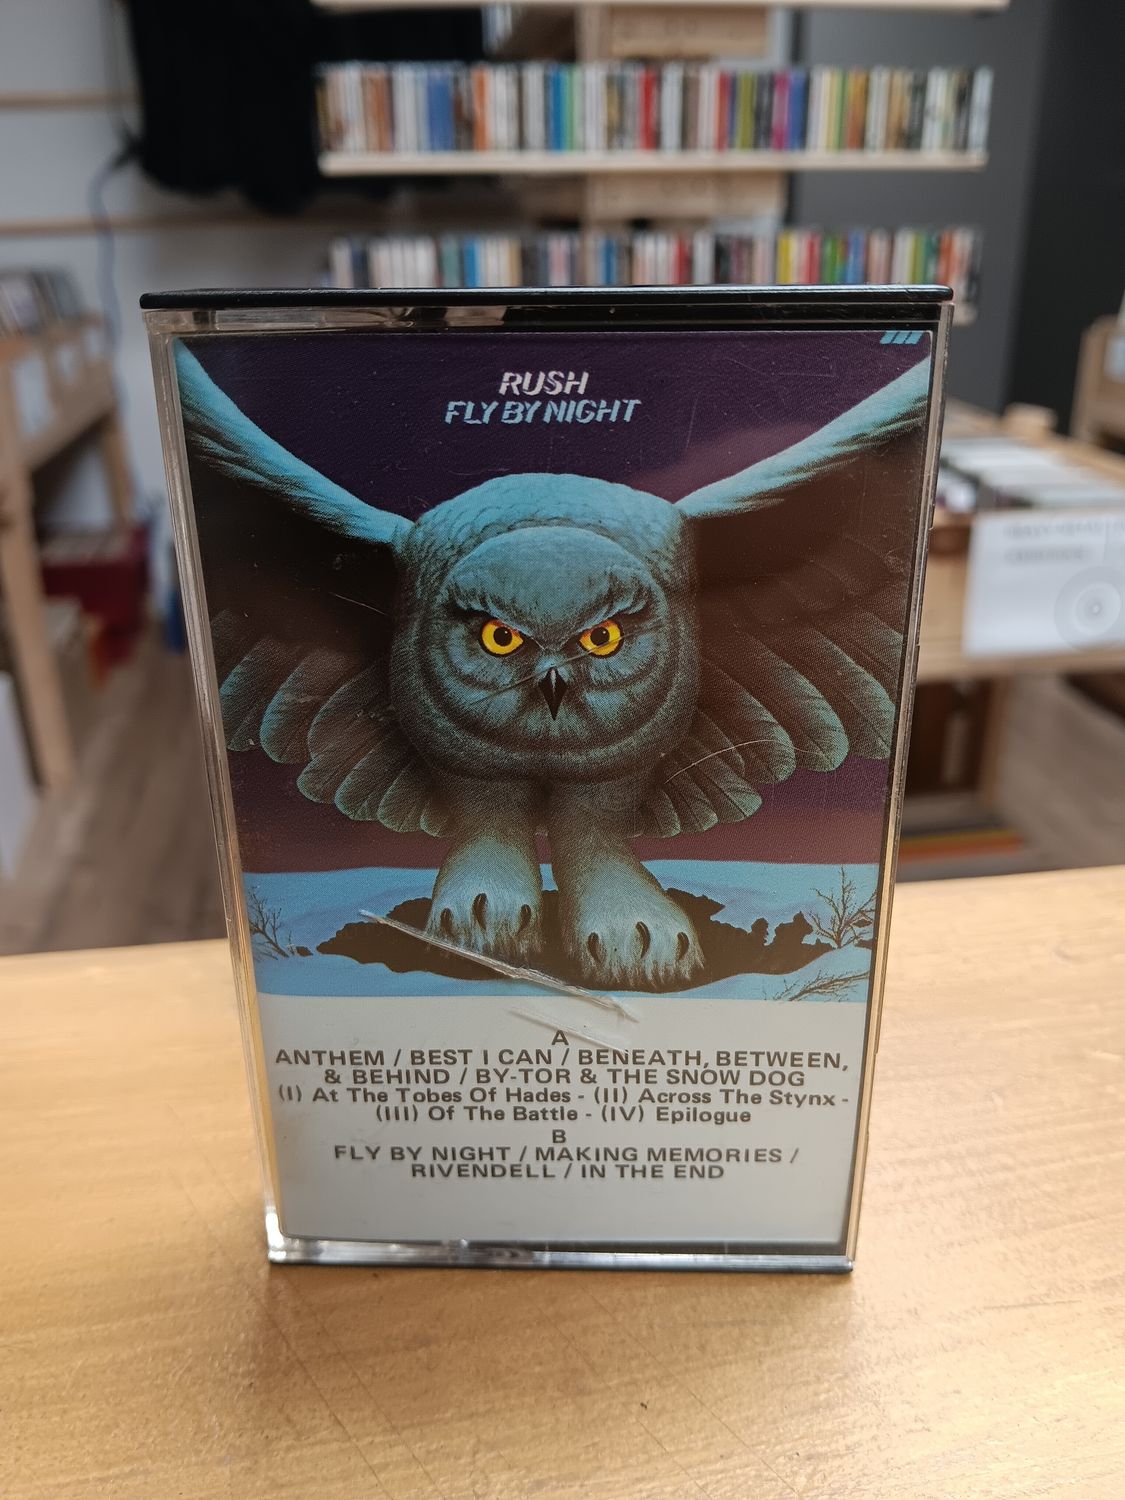 RUSH
FLY BY NIGHT
A
ANTHEM / BEST I CAN / BENEATH, BETWEEN,
& BEHIND / BY-TOR & THE SNOW DOG
(I) At The Tobes Of Hades - (II) Across The Stynx -
(III) Of The Battle - (IV) Epilogue
B
FLY BY NIGHT / MAKING MEMORIES /
RIVENDELL / IN THE END